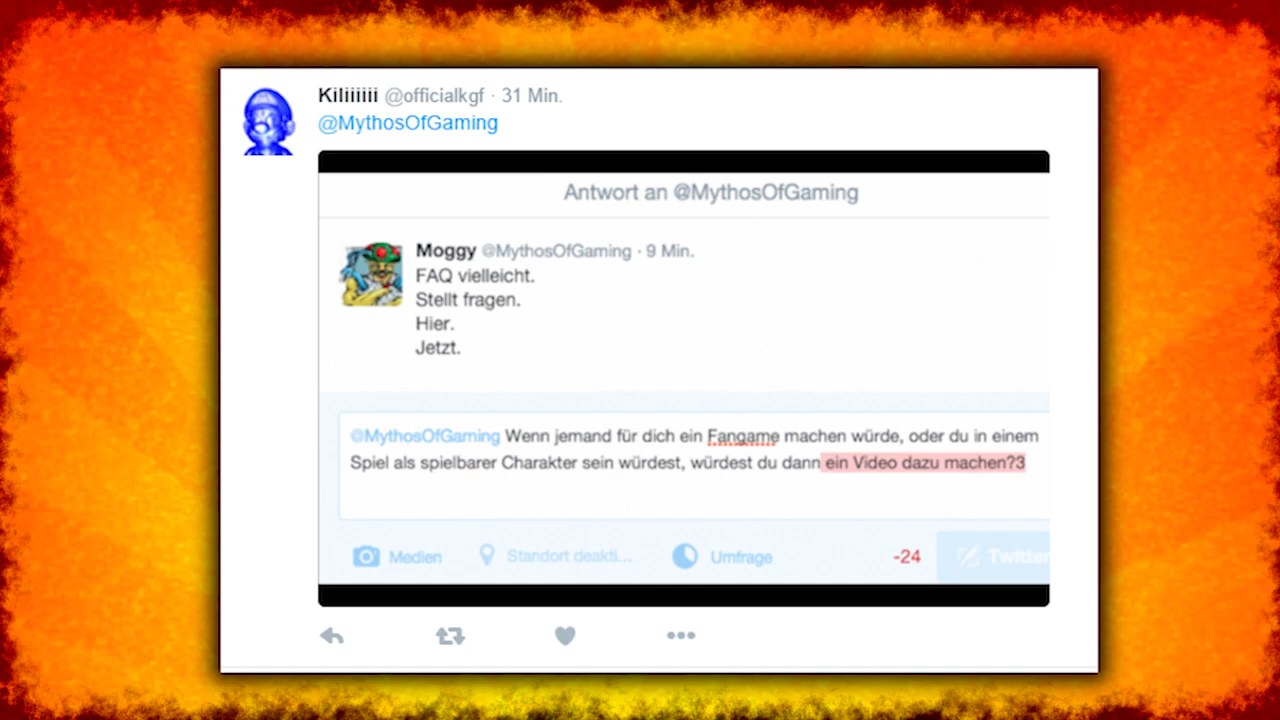 Kiliiiiii @officialkgf · 31 Min.
@MythosOfGaming
Antwort an @MythosOfGaming
Moggy @MythosOfGaming · 9 Min.
FAQ vielleicht.
Stellt fragen.
Hier.
Jetzt.
@MythosOfGaming Wenn jemand für dich ein Fangame machen würde, oder du in einem
Spiel als spielbarer Charakter sein würdest, würdest du dann ein Video dazu machen?3
Medien Standort deakti... Umfrage -24 Twitter